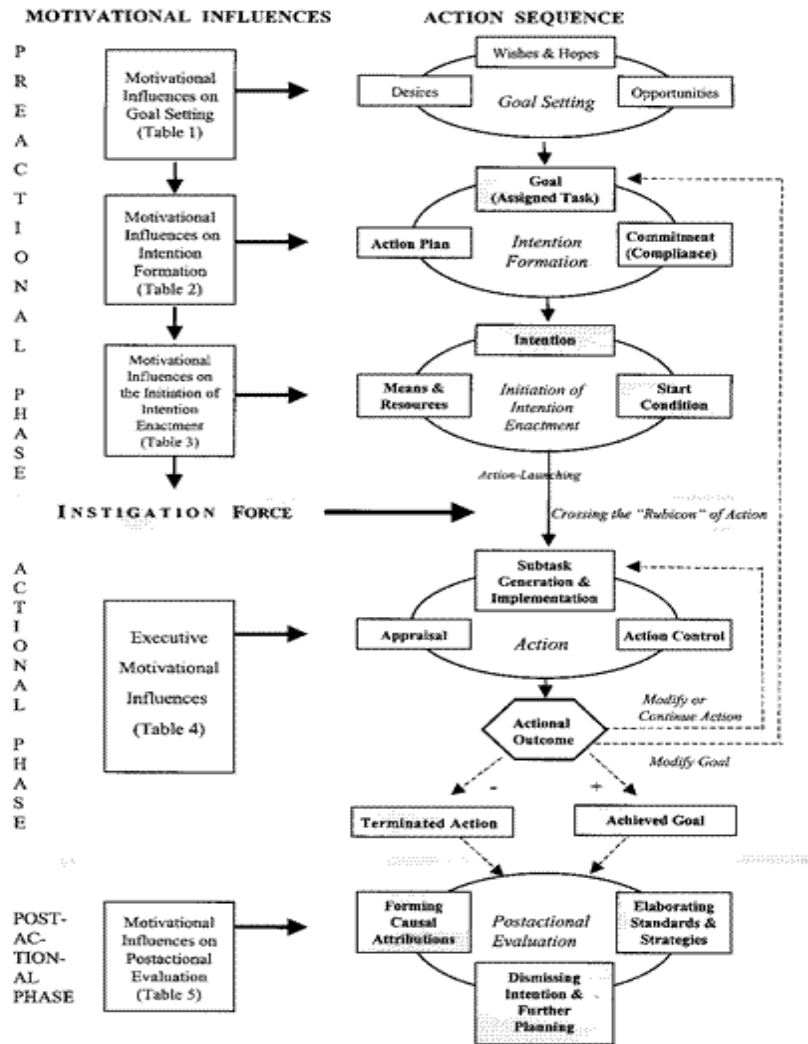 MOTIVATIONAL INFLUENCES
ACTION SEQUENCE
PREACTIONAL PHASE
Motivational
Influences on
Goal Setting
(Table 1)
Wishes & Hopes
Desires
Goal Setting
Opportunities
Motivational
Influences on
Intention
Formation
(Table 2)
Goal
(Assigned Task)
Action Plan
Intention
Formation
Commitment
(Compliance)
Motivational
Influences on
the Initiation of
Intention
Enactment
(Table 3)
Intention
Means &
Resources
Initiation of
Intention
Enactment
Start
Condition
Action-Launching
INSTIGATION FORCE
Crossing the "Rubicon" of Action
ACTIONAL PHASE
Executive
Motivational
Influences
(Table 4)
Subtask
Generation &
Implementation
Appraisal
Action
Action Control
Actional
Outcome
Modify or
Continue Action
Modify Goal
-
+
Terminated Action
Achieved Goal
POST-
AC-
TION-
AL
PHASE
Motivational
Influences on
Postactional
Evaluation
(Table 5)
Forming
Causal
Attributions
Postactional
Evaluation
Elaborating
Standards &
Strategies
Dismissing
Intention &
Further
Planning